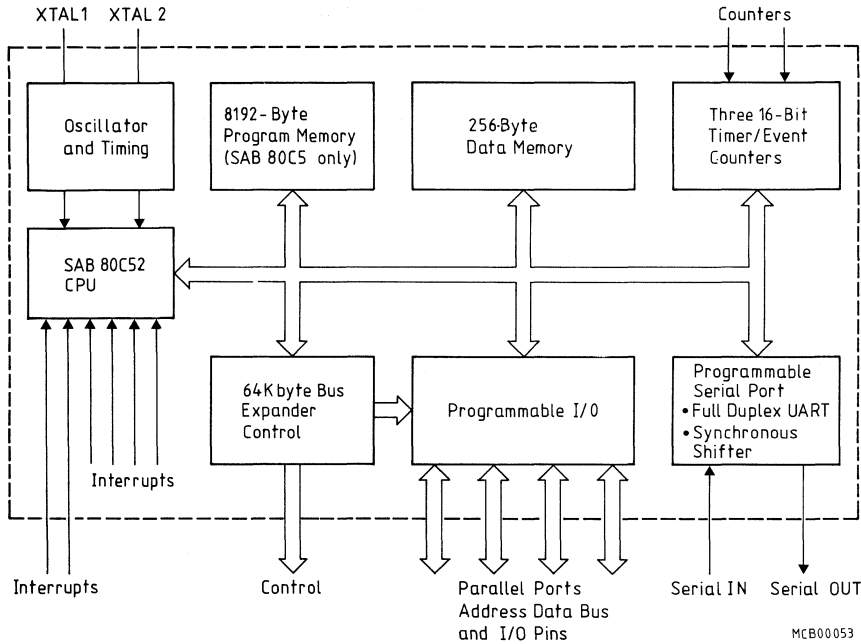 XTAL1 XTAL 2
Counters
Oscillator
and Timing
8192-Byte
Program Memory
(SAB 80C5 only)
256-Byte
Data Memory
Three 16-Bit
Timer/Event
Counters
SAB 80C52
CPU
64K byte Bus
Expander
Control
Programmable I/O
Programmable
Serial Port
• Full Duplex UART
• Synchronous
Shifter
Interrupts
Interrupts
Control
Parallel Ports
Address Data Bus
and I/O Pins
Serial IN
Serial OUT
MCB00053